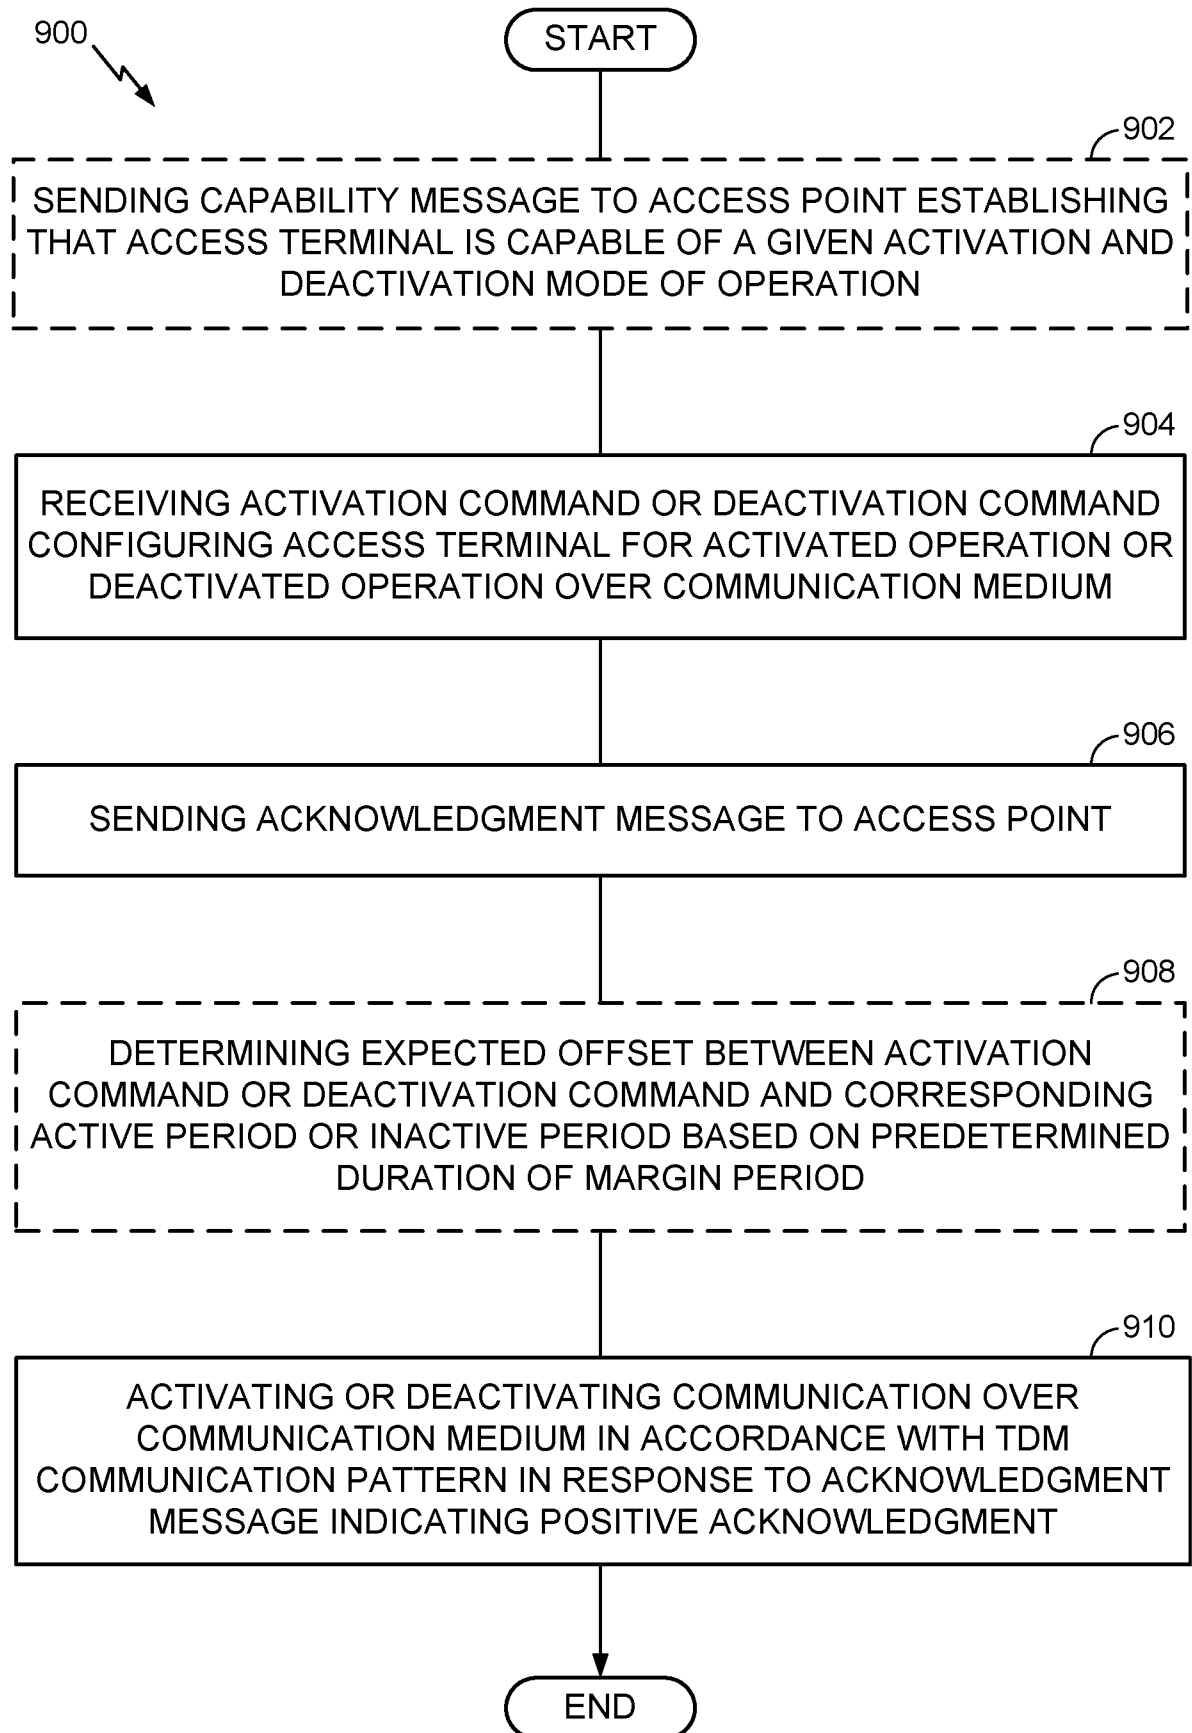 900
START
902
SENDING CAPABILITY MESSAGE TO ACCESS POINT ESTABLISHING
THAT ACCESS TERMINAL IS CAPABLE OF A GIVEN ACTIVATION AND
DEACTIVATION MODE OF OPERATION
904
RECEIVING ACTIVATION COMMAND OR DEACTIVATION COMMAND
CONFIGURING ACCESS TERMINAL FOR ACTIVATED OPERATION OR
DEACTIVATED OPERATION OVER COMMUNICATION MEDIUM
906
SENDING ACKNOWLEDGMENT MESSAGE TO ACCESS POINT
908
DETERMINING EXPECTED OFFSET BETWEEN ACTIVATION
COMMAND OR DEACTIVATION COMMAND AND CORRESPONDING
ACTIVE PERIOD OR INACTIVE PERIOD BASED ON PREDETERMINED
DURATION OF MARGIN PERIOD
910
ACTIVATING OR DEACTIVATING COMMUNICATION OVER
COMMUNICATION MEDIUM IN ACCORDANCE WITH TDM
COMMUNICATION PATTERN IN RESPONSE TO ACKNOWLEDGMENT
MESSAGE INDICATING POSITIVE ACKNOWLEDGMENT
END